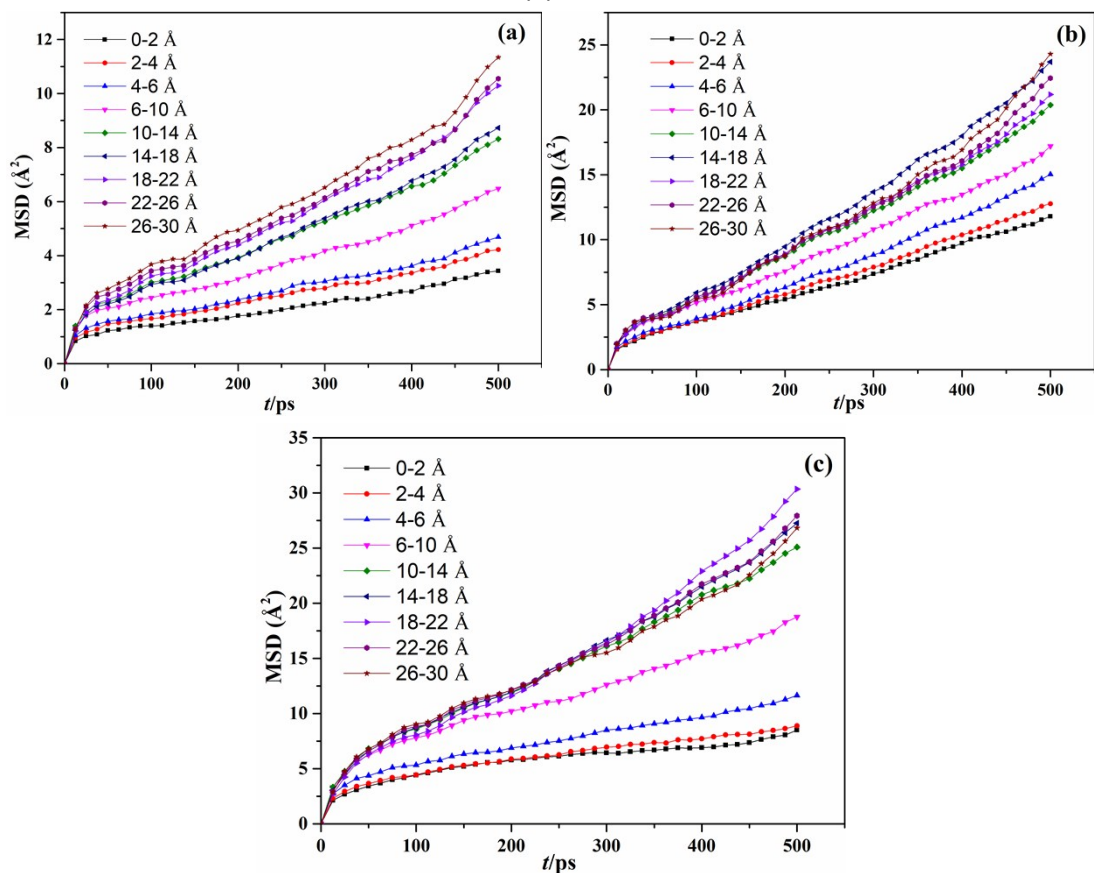 (a)
MSD (Å²)
12
10
8
6
4
2
0
0-2 Å
2-4 Å
4-6 Å
6-10 Å
10-14 Å
14-18 Å
18-22 Å
22-26 Å
26-30 Å
0 100 200 300 400 500
t/ps
(b)
MSD (Å²)
25
20
15
10
5
0
0-2 Å
2-4 Å
4-6 Å
6-10 Å
10-14 Å
14-18 Å
18-22 Å
22-26 Å
26-30 Å
0 100 200 300 400 500
t/ps
(c)
MSD (Å²)
35
30
25
20
15
10
5
0
0-2 Å
2-4 Å
4-6 Å
6-10 Å
10-14 Å
14-18 Å
18-22 Å
22-26 Å
26-30 Å
0 100 200 300 400 500
t/ps